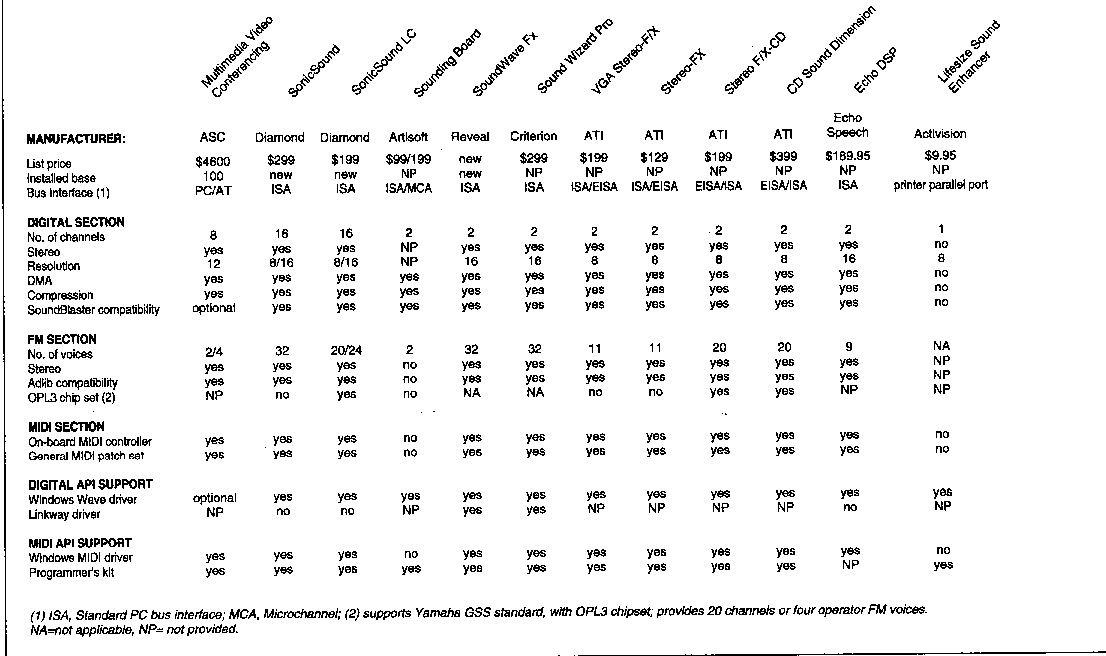 Multimedia Video Conferencing
SonicSound
SonicSound LC
Sounding Board
SoundWave Fx
Sound Wizard Pro
VGA Stereo-F/X
Stereo-FX
Stereo F/X-CD
CD Sound Dimension
Echo DSP
Lifesize Sound Enhancer
MANUFACTURER: ASC Diamond Diamond Artisoft Reveal Criterion ATI ATI ATI ATI Echo Speech Activision
List price $4600 $299 $199 $99/199 new $299 $199 $129 $199 $399 $189.95 $9.95
Installed base 100 new new NP new NP NP NP NP NP NP NP
Bus interface (1) PC/AT ISA ISA ISA/MCA ISA ISA ISA/EISA ISA/EISA EISA/ISA EISA/ISA ISA printer parallel port
DIGITAL SECTION
No. of channels 8 16 16 2 2 2 2 2 2 2 2 1
Stereo yes yes yes NP yes yes yes yes yes yes yes no
Resolution 12 8/16 8/16 NP 16 16 8 8 8 8 16 8
DMA yes yes yes yes yes yes yes yes yes yes yes no
Compression yes yes yes yes yes yes yes yes yes yes yes no
SoundBlaster compatibility optional yes yes yes yes yes yes yes yes yes yes no
FM SECTION
No. of voices 2/4 32 20/24 2 32 32 11 11 20 20 9 NA
Stereo yes yes yes no yes yes yes yes yes yes yes NP
Adlib compatibility yes yes yes no yes yes yes yes yes yes yes NP
OPL3 chip set (2) NP no yes no NA NA no no yes yes NP NP
MIDI SECTION
On-board MIDI controller yes yes yes no yes yes yes yes yes yes yes no
General MIDI patch set yes yes yes no yes yes yes yes yes yes yes no
DIGITAL API SUPPORT
Windows Wave driver optional yes yes yes yes yes yes yes yes yes yes yes
Linkway driver NP no no NP yes yes NP NP NP NP no NP
MIDI API SUPPORT
Windows MIDI driver yes yes yes no yes yes yes yes yes yes yes no
Programmer's kit yes yes yes yes yes yes yes yes yes yes NP yes
(1) ISA, Standard PC bus interface; MCA, Microchannel; (2) supports Yamaha GSS standard, with OPL3 chipset; provides 20 channels or four operator FM voices.
NA=not applicable, NP= not provided.